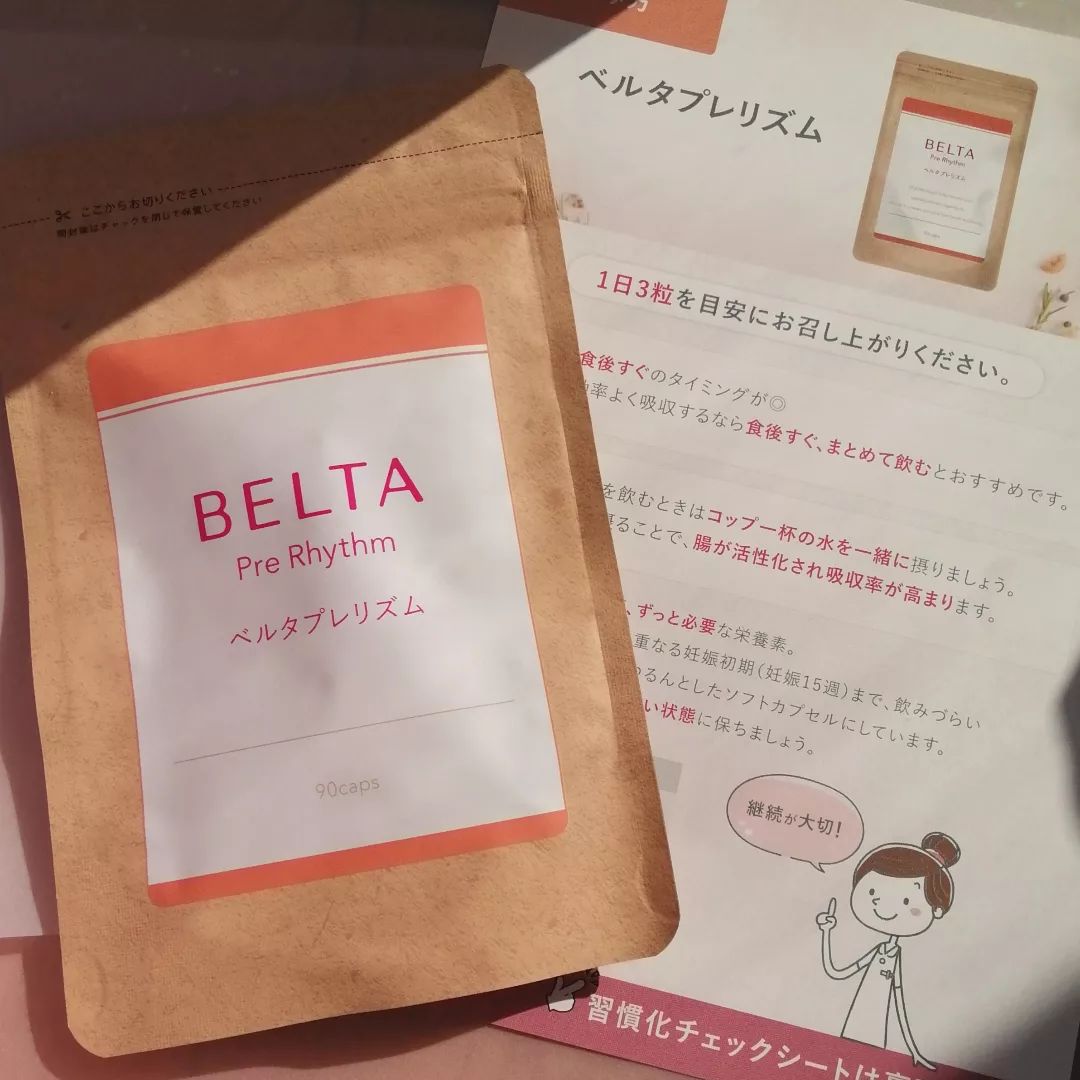 ここからお切りください
開封後はチャックを閉じて保管してください
BELTA
Pre Rhythm
ベルタプレリズム
90caps
方
ベルタプレリズム
BELTA
Pre Rhythm
ベルタプレリズム
1日3粒を目安にお召し上がりください。
食後すぐのタイミングが◎
率よく吸収するなら食後すぐ、まとめて飲むとおすすめです。
を飲むときはコップ一杯の水を一緒に摂りましょう。
ることで、腸が活性化され吸収率が高まります。
、ずっと必要な栄養素。
重なる妊娠初期(妊娠15週)まで、飲みづらい
るんとしたソフトカプセルにしています。
い状態に保ちましょう。
継続が大切!
習慣化チェックシートは